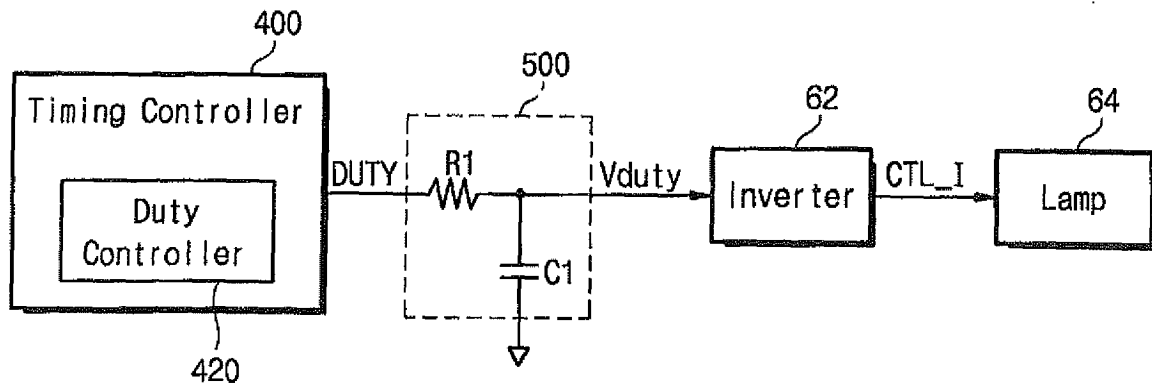 400
Timing Controller
Duty
Controller
420
500
DUTY
R1
C1
Vduty
62
Inverter
CTL_I
64
Lamp